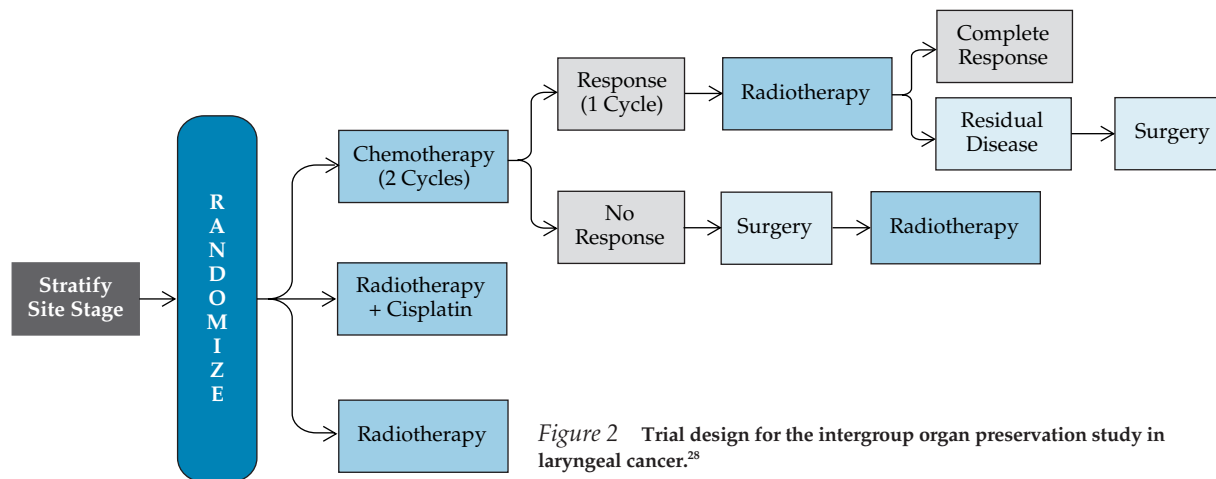 Stratify
Site Stage
R
A
N
D
O
M
I
Z
E
Chemotherapy
(2 Cycles)
Response
(1 Cycle)
Radiotherapy
Complete
Response
Residual
Disease
Surgery
No
Response
Surgery
Radiotherapy
Radiotherapy
+ Cisplatin
Radiotherapy
Figure 2 Trial design for the intergroup organ preservation study in
laryngeal cancer.28